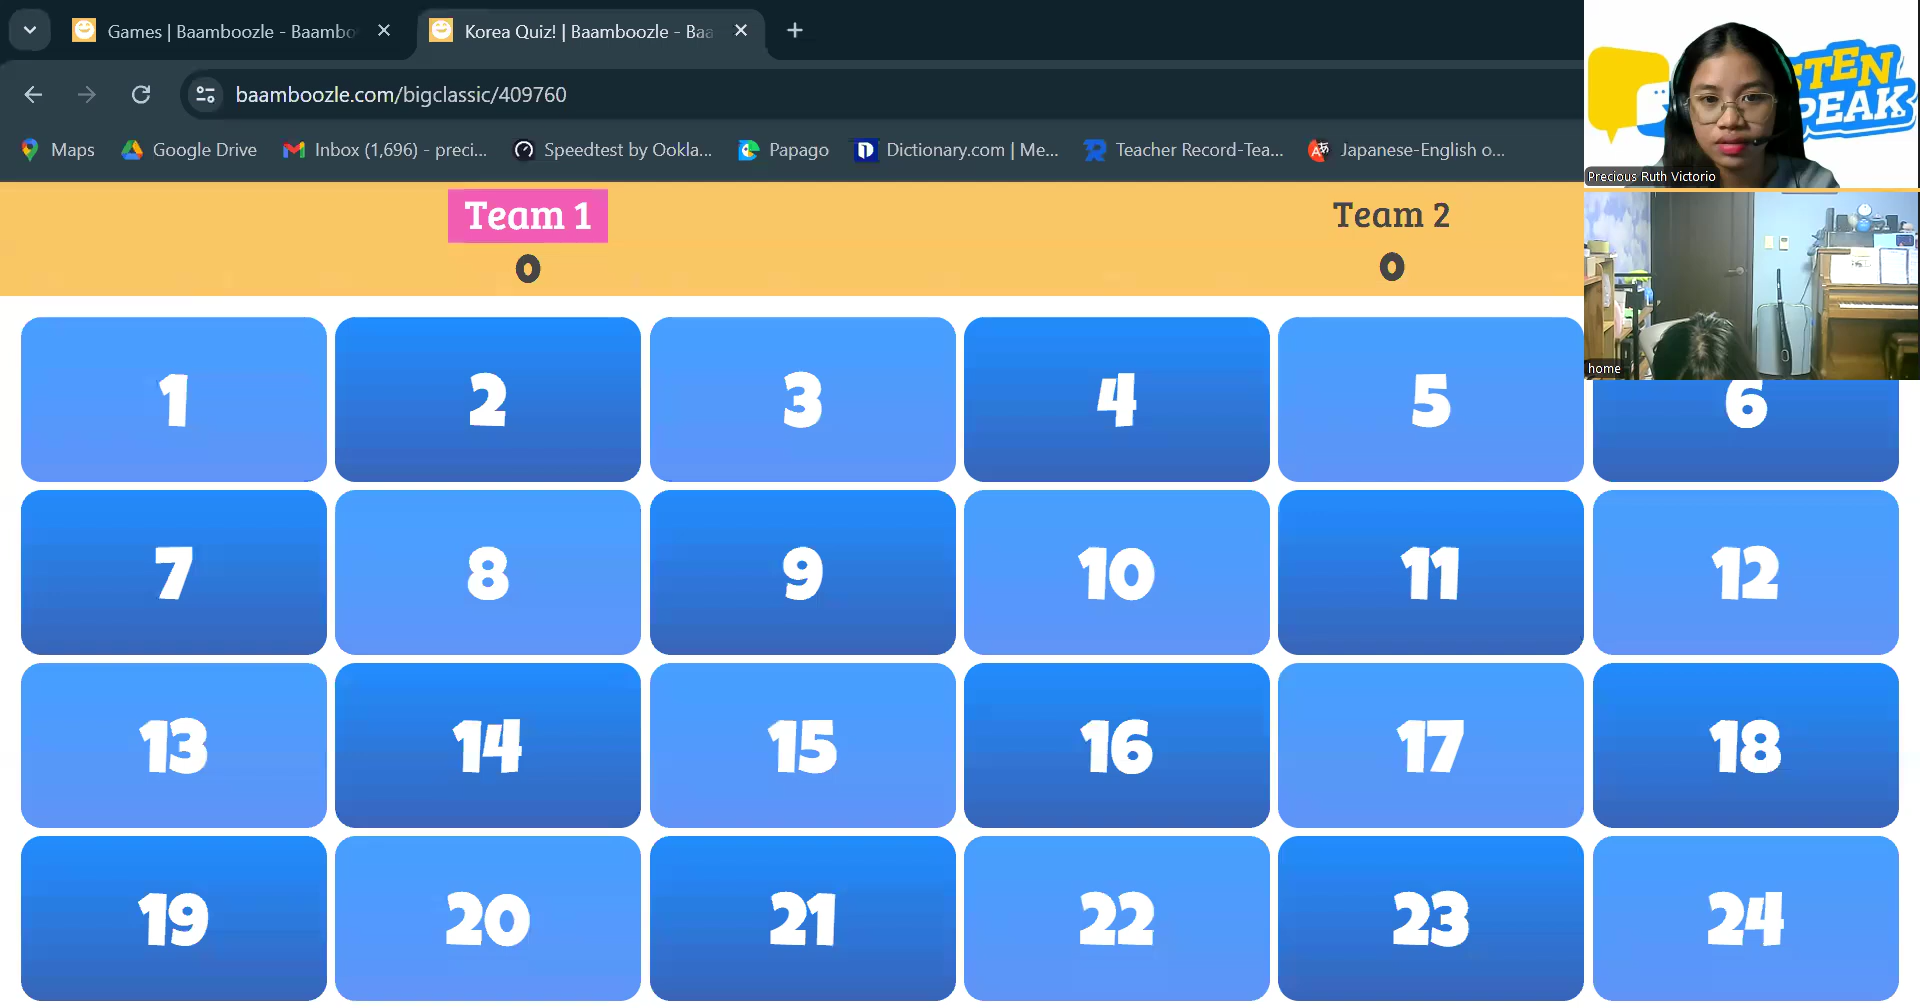 Games | Baamboozle - Baambo
Korea Quiz! | Baamboozle - Baa
baamboozle.com/bigclassic/409760
Maps
Google Drive
Inbox (1,696) - preci...
Speedtest by Ookla...
Papago
Dictionary.com | Me...
Teacher Record-Tea...
Japanese-English o...
STEN
PEAK
Precious Ruth Victorio
home
Team 1
0
Team 2
0
1 2 3 4 5 6
7 8 9 10 11 12
13 14 15 16 17 18
19 20 21 22 23 24